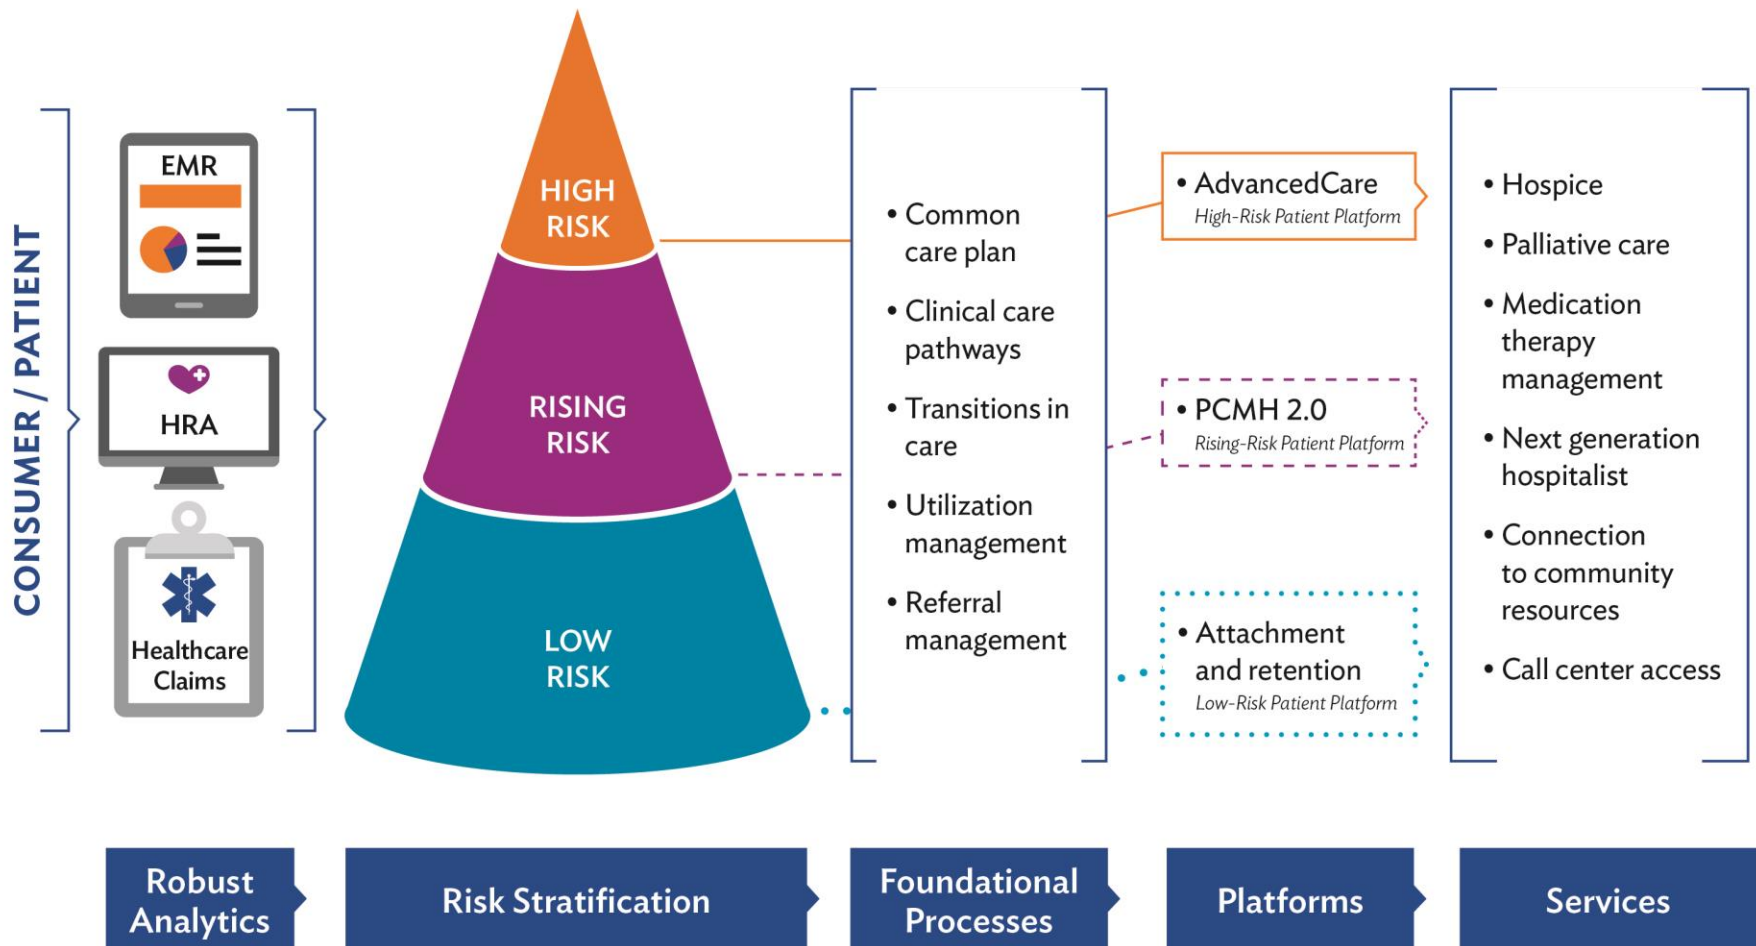 CONSUMER / PATIENT
EMR
HRA
Healthcare
Claims
HIGH
RISK
RISING
RISK
LOW
RISK
• Common
care plan
• Clinical care
pathways
• Transitions in
care
• Utilization
management
• Referral
management
• AdvancedCare
High-Risk Patient Platform
• PCMH 2.0
Rising-Risk Patient Platform
• Attachment
and retention
Low-Risk Patient Platform
• Hospice
• Palliative care
• Medication
therapy
management
• Next generation
hospitalist
• Connection
to community
resources
• Call center access
Robust
Analytics
Risk Stratification
Foundational
Processes
Platforms
Services